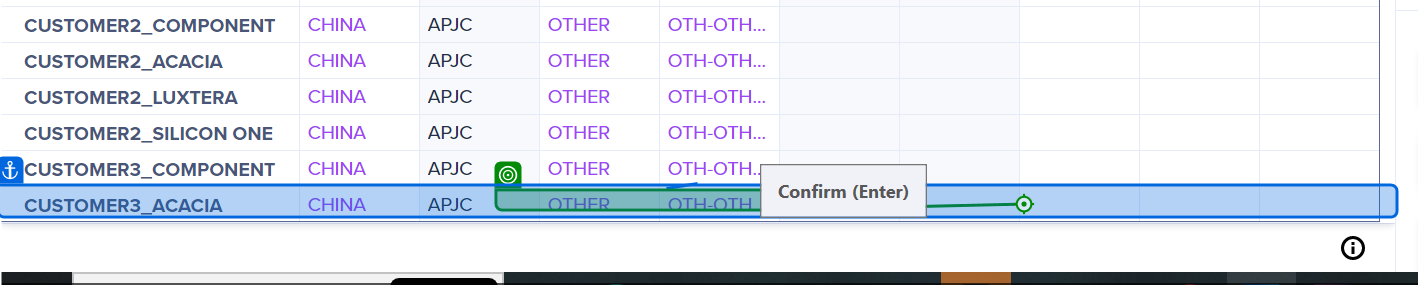 CUSTOMER2_COMPONENT CHINA APJC OTHER OTH-OTH...
CUSTOMER2_ACACIA CHINA APJC OTHER OTH-OTH...
CUSTOMER2_LUXTERA CHINA APJC OTHER OTH-OTH...
CUSTOMER2_SILICON ONE CHINA APJC OTHER OTH-OTH...
CUSTOMER3_COMPONENT CHINA APJC OTHER OTH-OTH...
CUSTOMER3_ACACIA CHINA APJC OTHER OTH-OTH
Confirm (Enter)